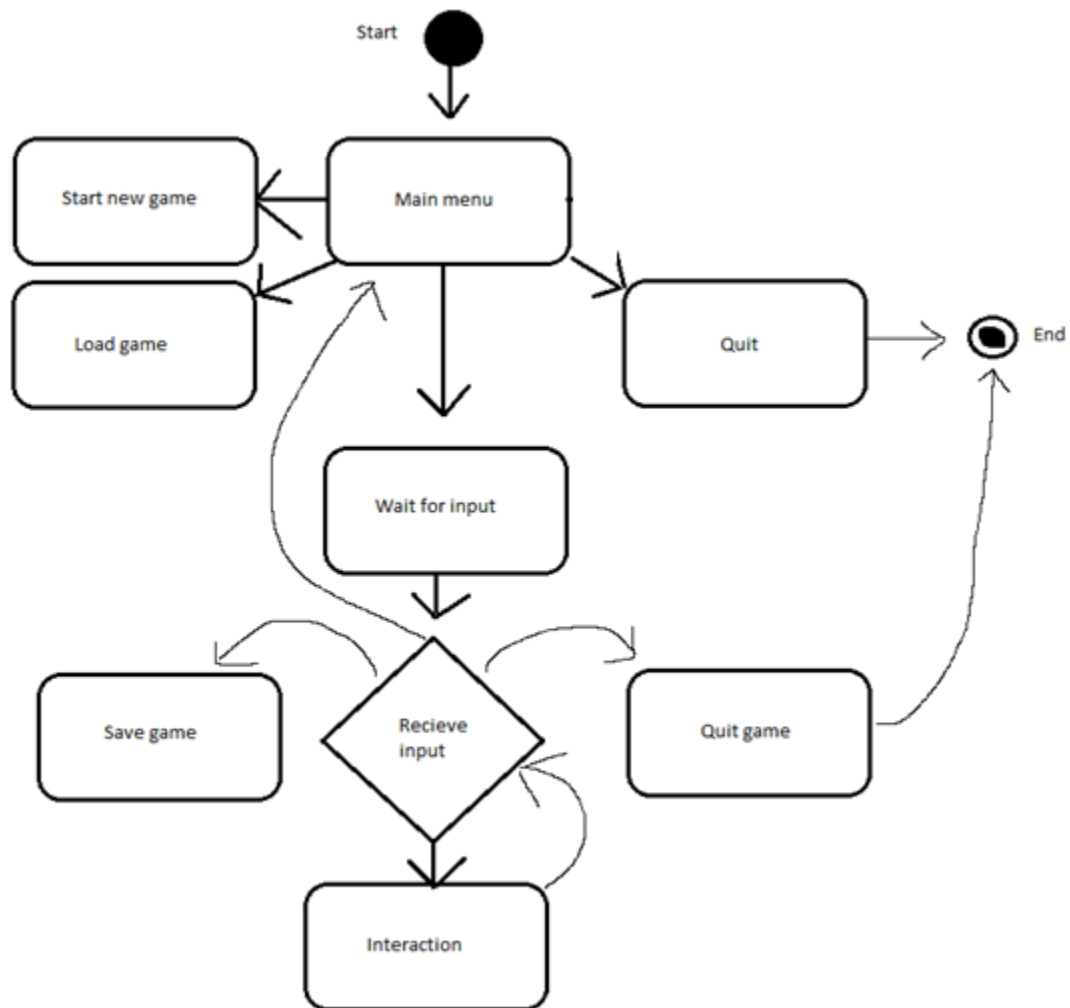 Start
Start new game
Main menu
Load game
Quit
End
Wait for input
Save game
Recieve
input
Quit game
Interaction